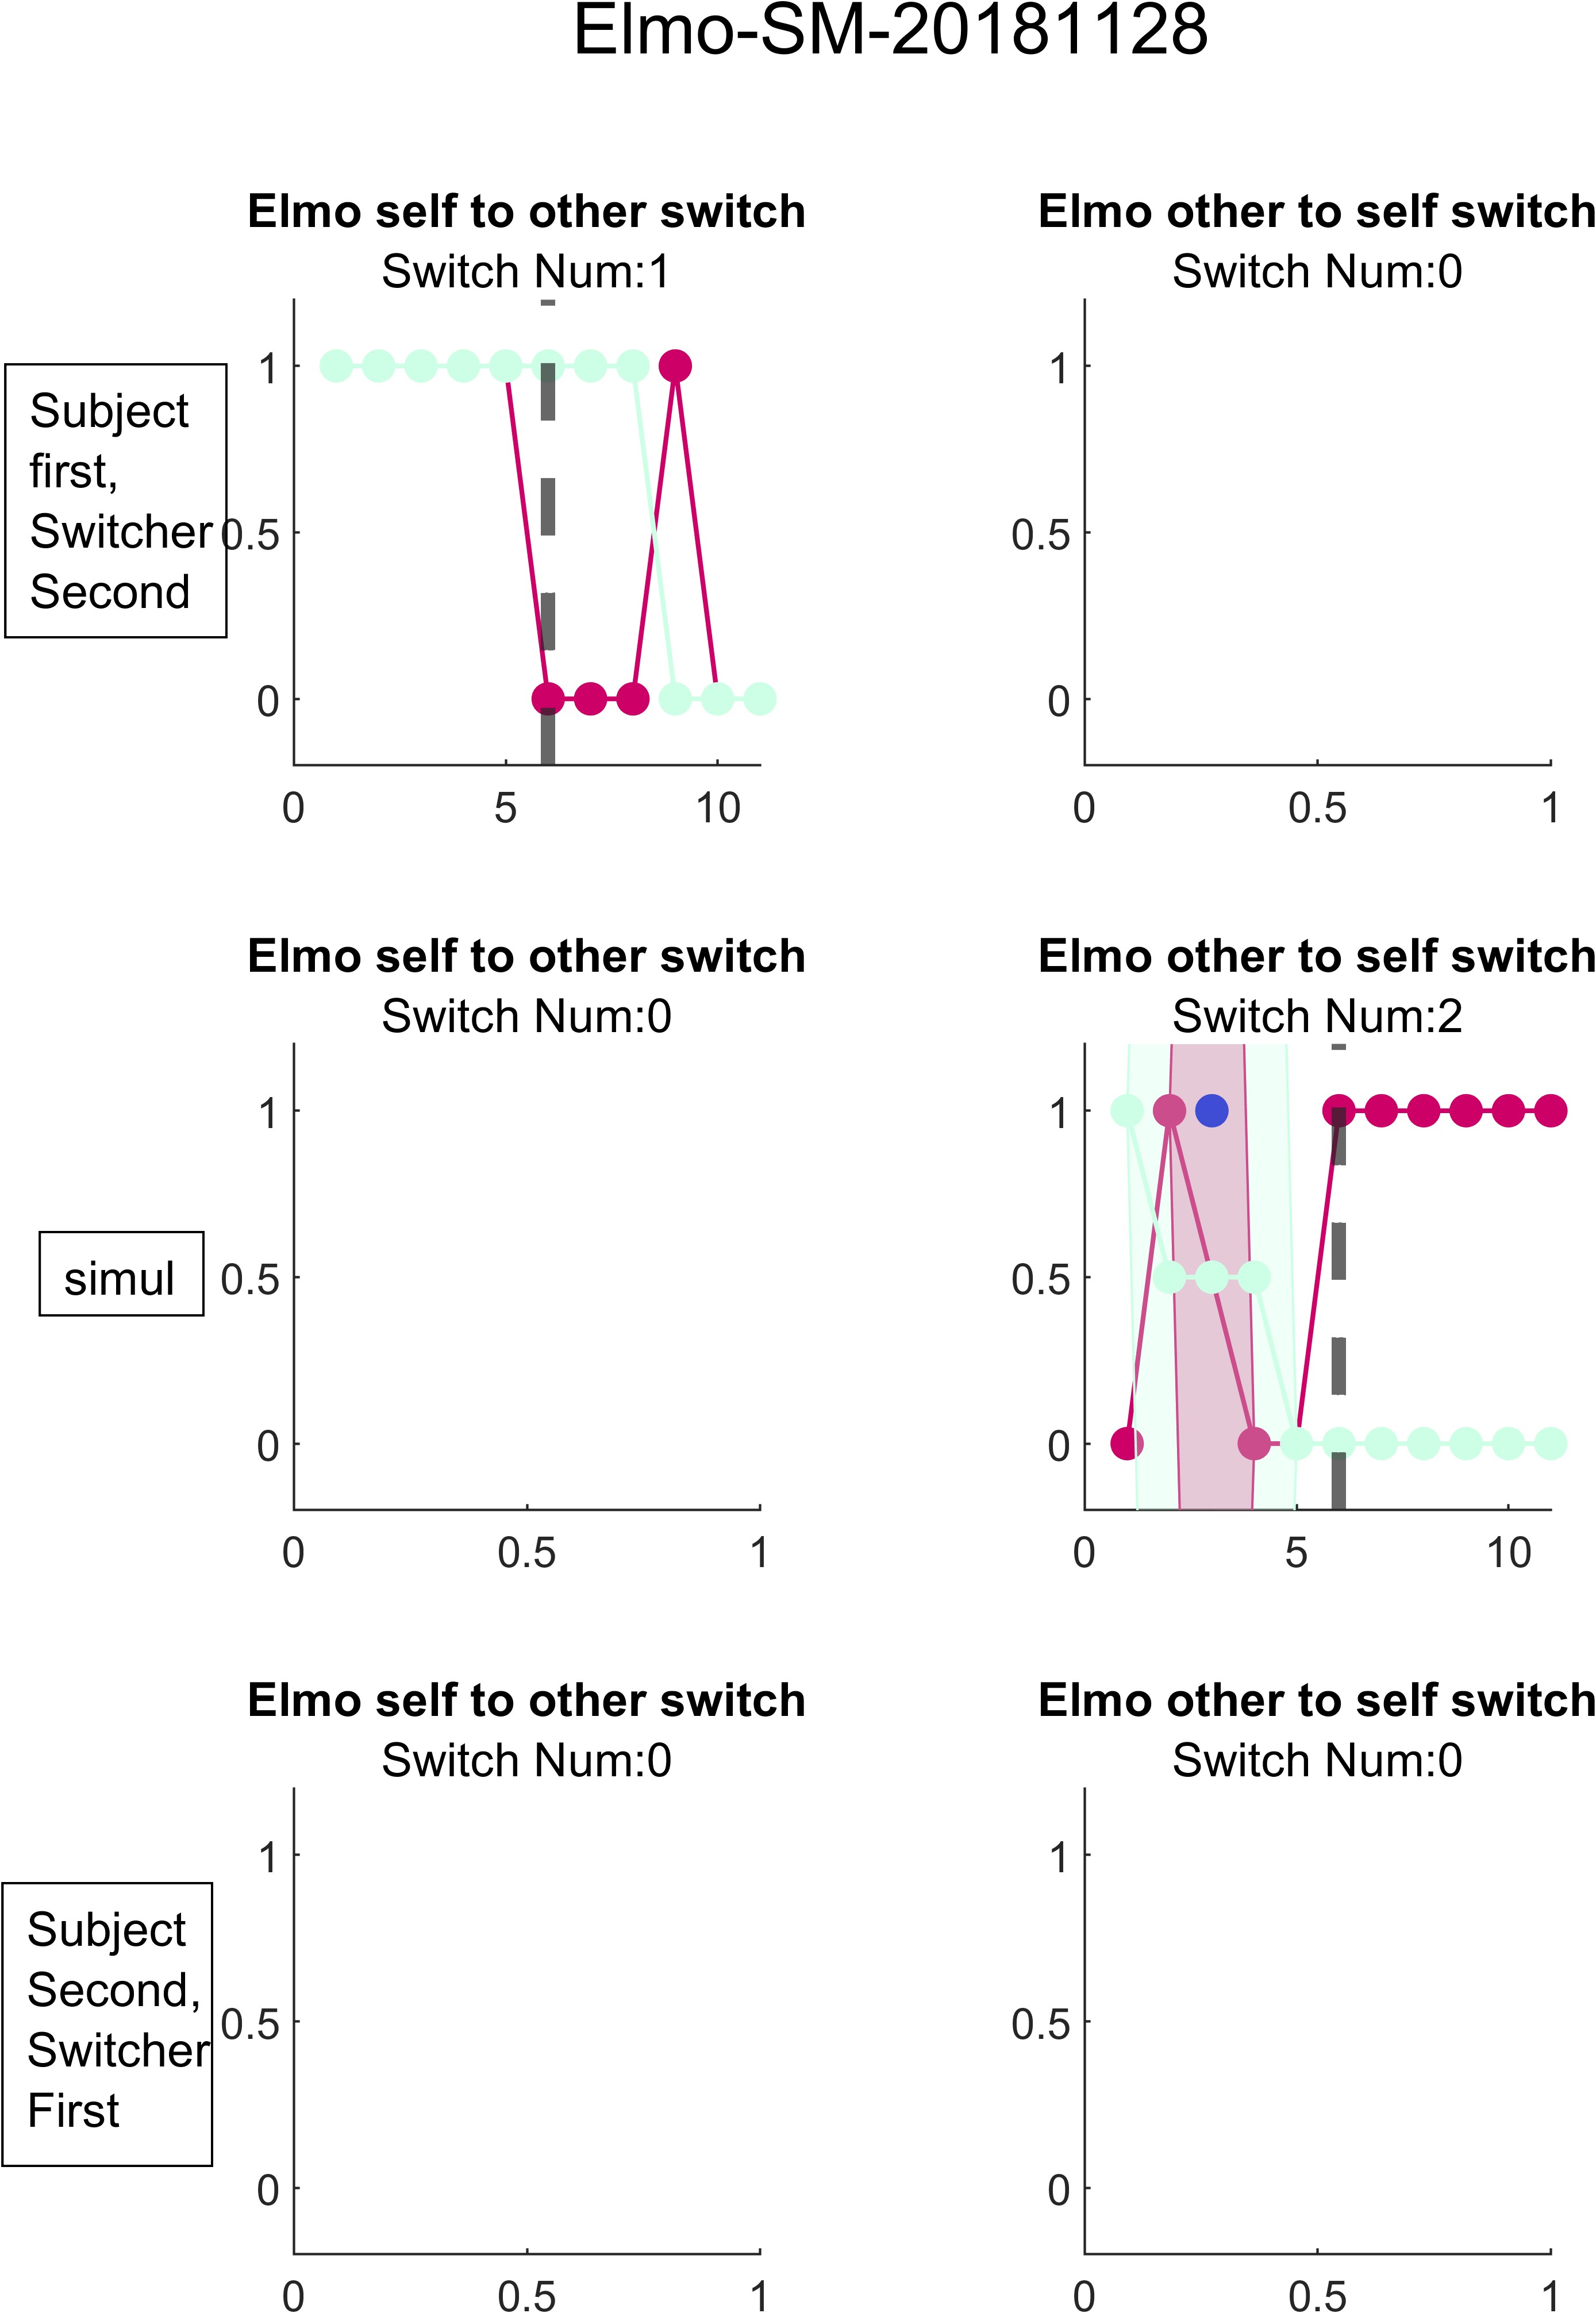 Elmo-SM-20181128
Elmo self to other switch
Switch Num:1
Elmo other to self switch
Switch Num:0
Subject
first,
Switcher
Second
1
0.5
0
0
5
10
1
0.5
0
0
0.5
1
Elmo self to other switch
Switch Num:0
Elmo other to self switch
Switch Num:2
simul
1
0.5
0
0
0.5
1
1
0.5
0
0
5
10
Elmo self to other switch
Switch Num:0
Elmo other to self switch
Switch Num:0
Subject
Second,
Switcher
First
1
0.5
0
0
0.5
1
1
0.5
0
0
0.5
1